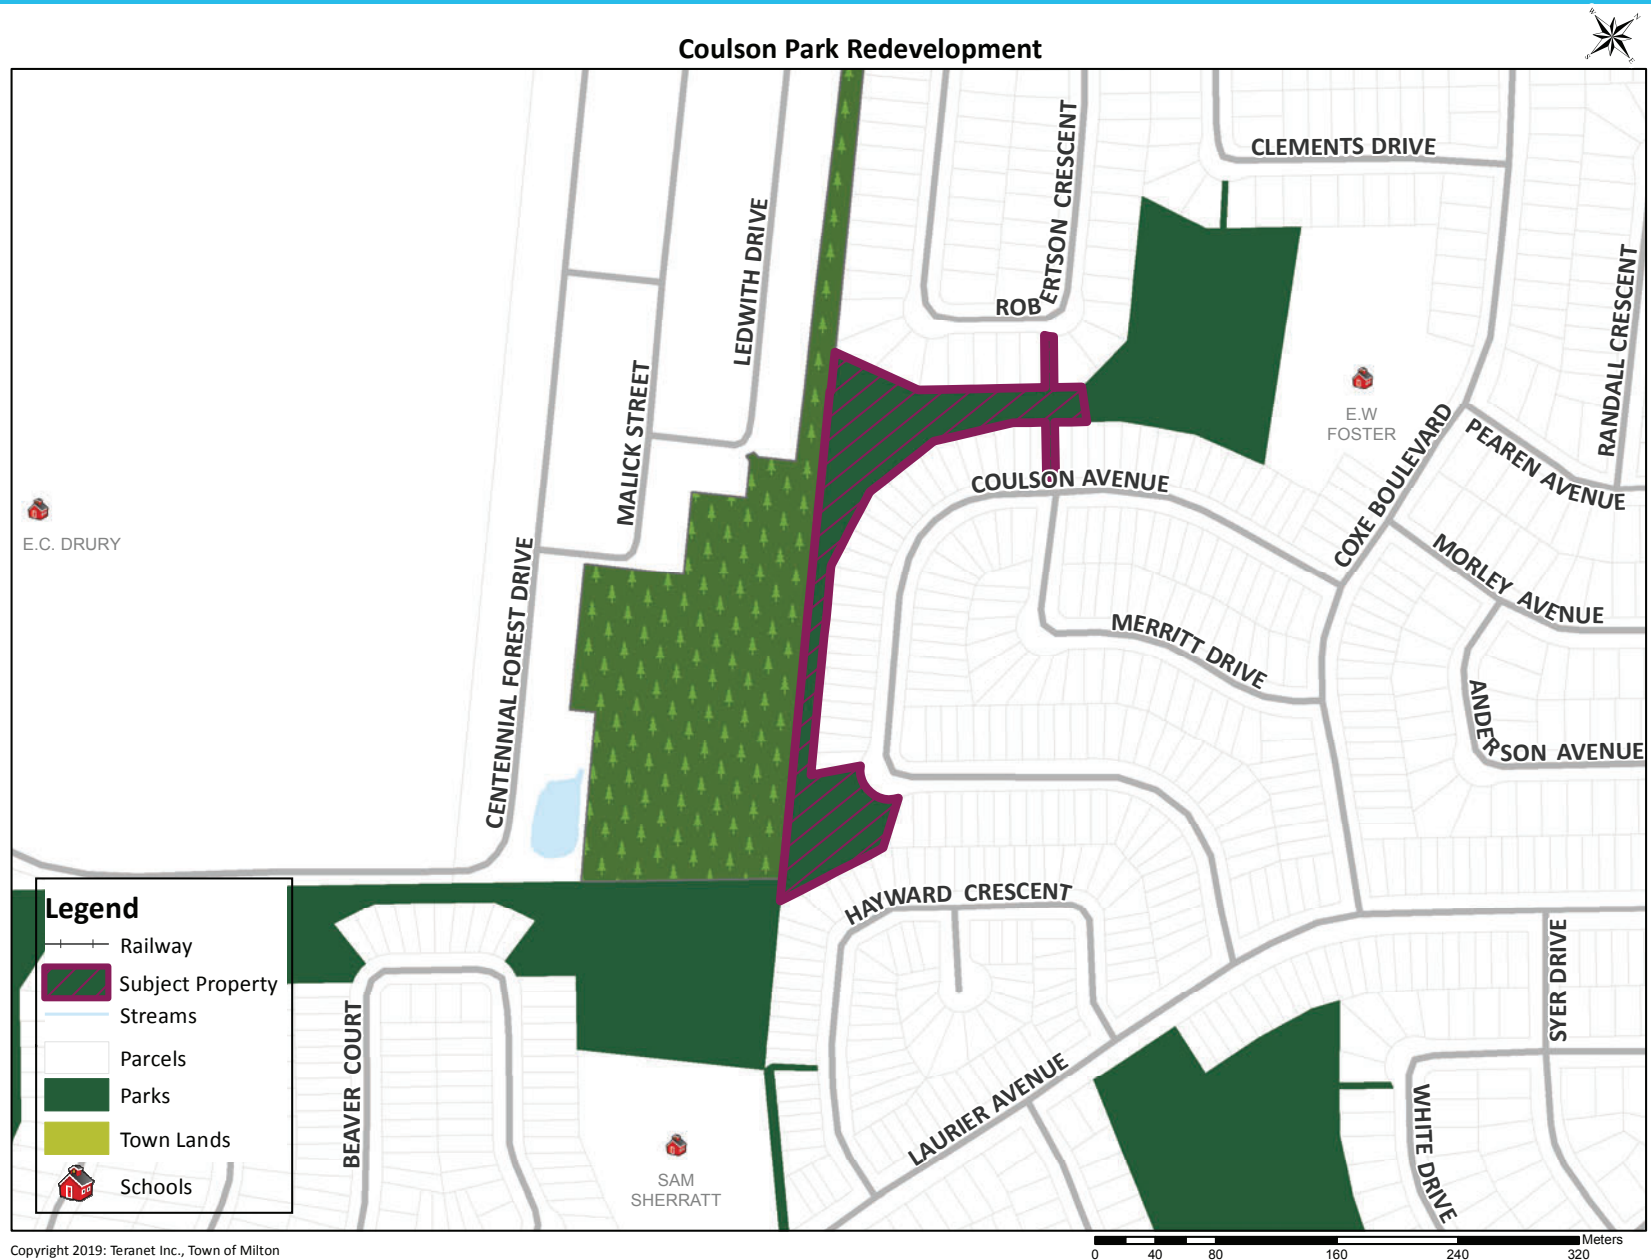 Coulson Park Redevelopment
W
N
S
E
CLEMENTS DRIVE
ROBERTSON CRESCENT
LEDWITH DRIVE
RANDALL CRESCENT
MALICK STREET
E.W
FOSTER
COXE BOULEVARD
PEAREN AVENUE
COULSON AVENUE
E.C. DRURY
MORLEY AVENUE
CENTENNIAL FOREST DRIVE
MERRITT DRIVE
ANDERSON AVENUE
HAYWARD CRESCENT
SYER DRIVE
BEAVER COURT
LAURIER AVENUE
WHITE DRIVE
SAM
SHERRATT
Legend
Railway
Subject Property
Streams
Parcels
Parks
Town Lands
Schools
Copyright 2019: Teranet Inc., Town of Milton
Meters
0 40 80 160 240 320